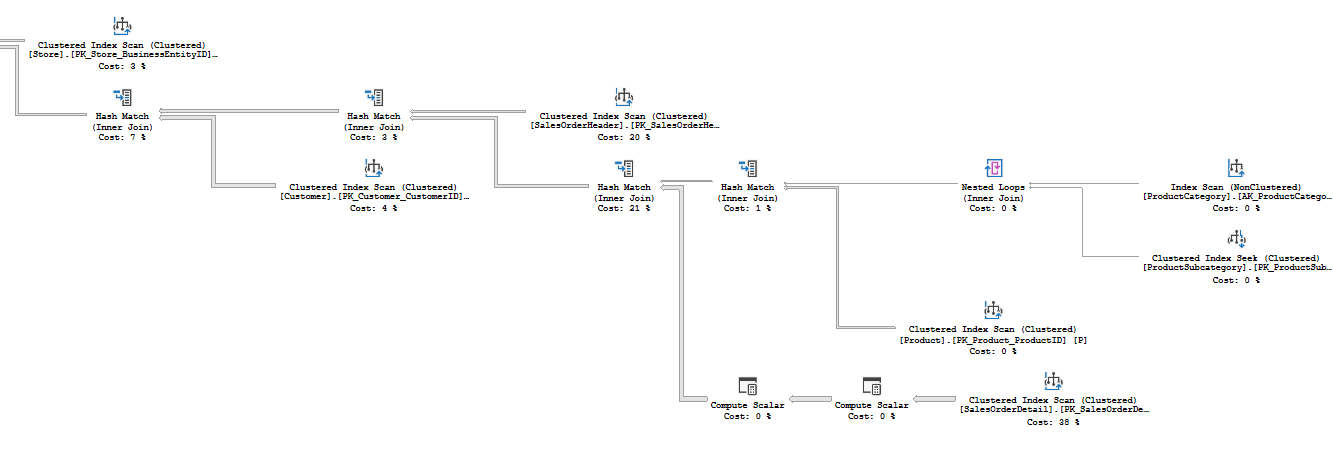 Clustered Index Scan (Clustered)
[Store].[PK_Store_BusinessEntityID]…
Cost: 3 %
Hash Match
(Inner Join)
Cost: 7 %
Hash Match
(Inner Join)
Cost: 3 %
Clustered Index Scan (Clustered)
[SalesOrderHeader].[PK_SalesOrderHe…
Cost: 20 %
Clustered Index Scan (Clustered)
[Customer].[PK_Customer_CustomerID]…
Cost: 4 %
Hash Match
(Inner Join)
Cost: 21 %
Hash Match
(Inner Join)
Cost: 1 %
Nested Loops
(Inner Join)
Cost: 0 %
Index Scan (NonClustered)
[ProductCategory].[AK_ProductCatego…
Cost: 0 %
Clustered Index Seek (Clustered)
[ProductSubcategory].[PK_ProductSub…
Cost: 0 %
Clustered Index Scan (Clustered)
[Product].[PK_Product_ProductID] [P]
Cost: 0 %
Compute Scalar
Cost: 0 %
Compute Scalar
Cost: 0 %
Clustered Index Scan (Clustered)
[SalesOrderDetail].[PK_SalesOrderDe…
Cost: 38 %